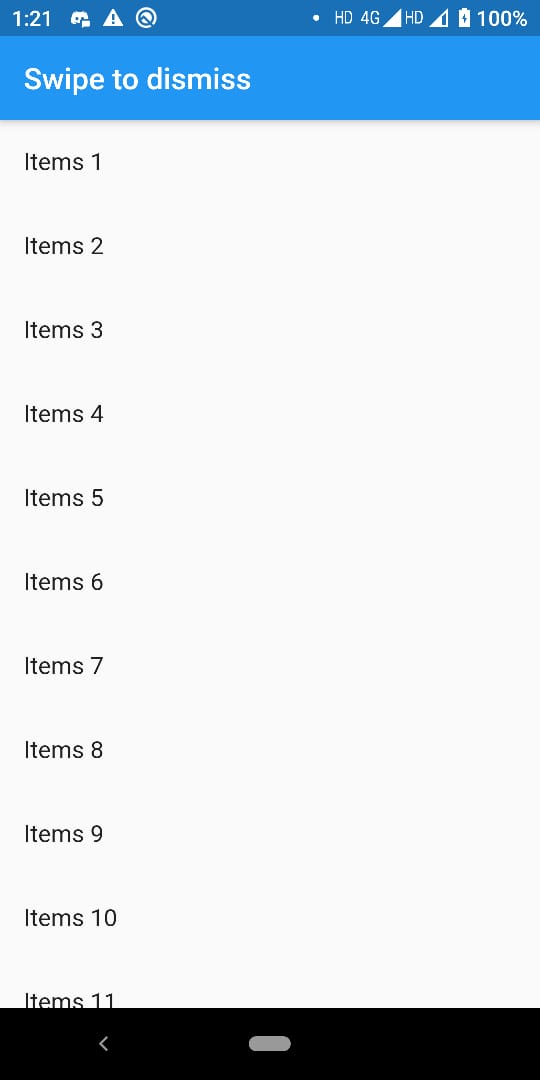 1:21 HD 4G HD 100%
Swipe to dismiss
Items 1
Items 2
Items 3
Items 4
Items 5
Items 6
Items 7
Items 8
Items 9
Items 10
Items 11